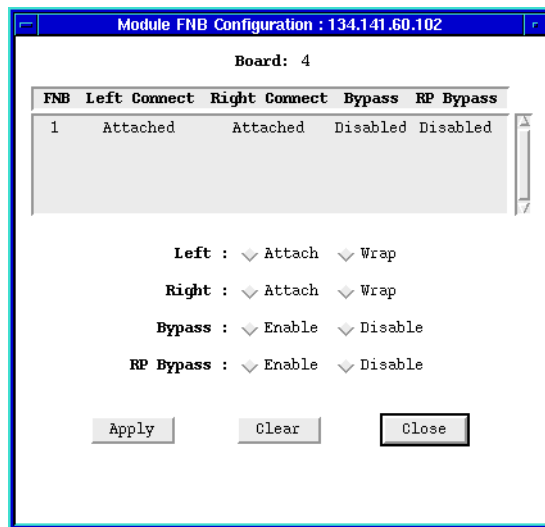 Module FNB Configuration : 134.141.60.102
Board: 4
FNB Left Connect Right Connect Bypass RP Bypass
1 Attached Attached Disabled Disabled
Left : Attach Wrap
Right : Attach Wrap
Bypass : Enable Disable
RP Bypass : Enable Disable
Apply Clear Close